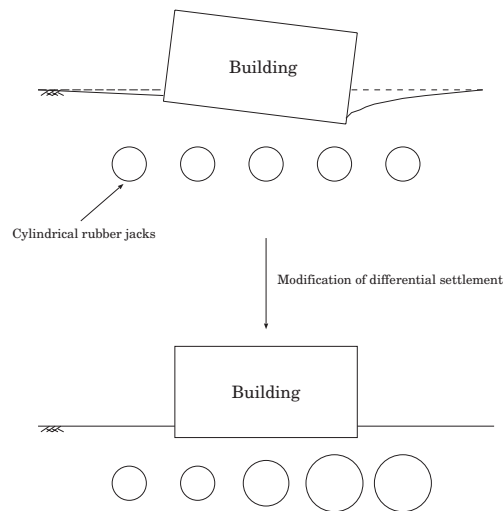 Building
Cylindrical rubber jacks
Modification of differential settlement
Building